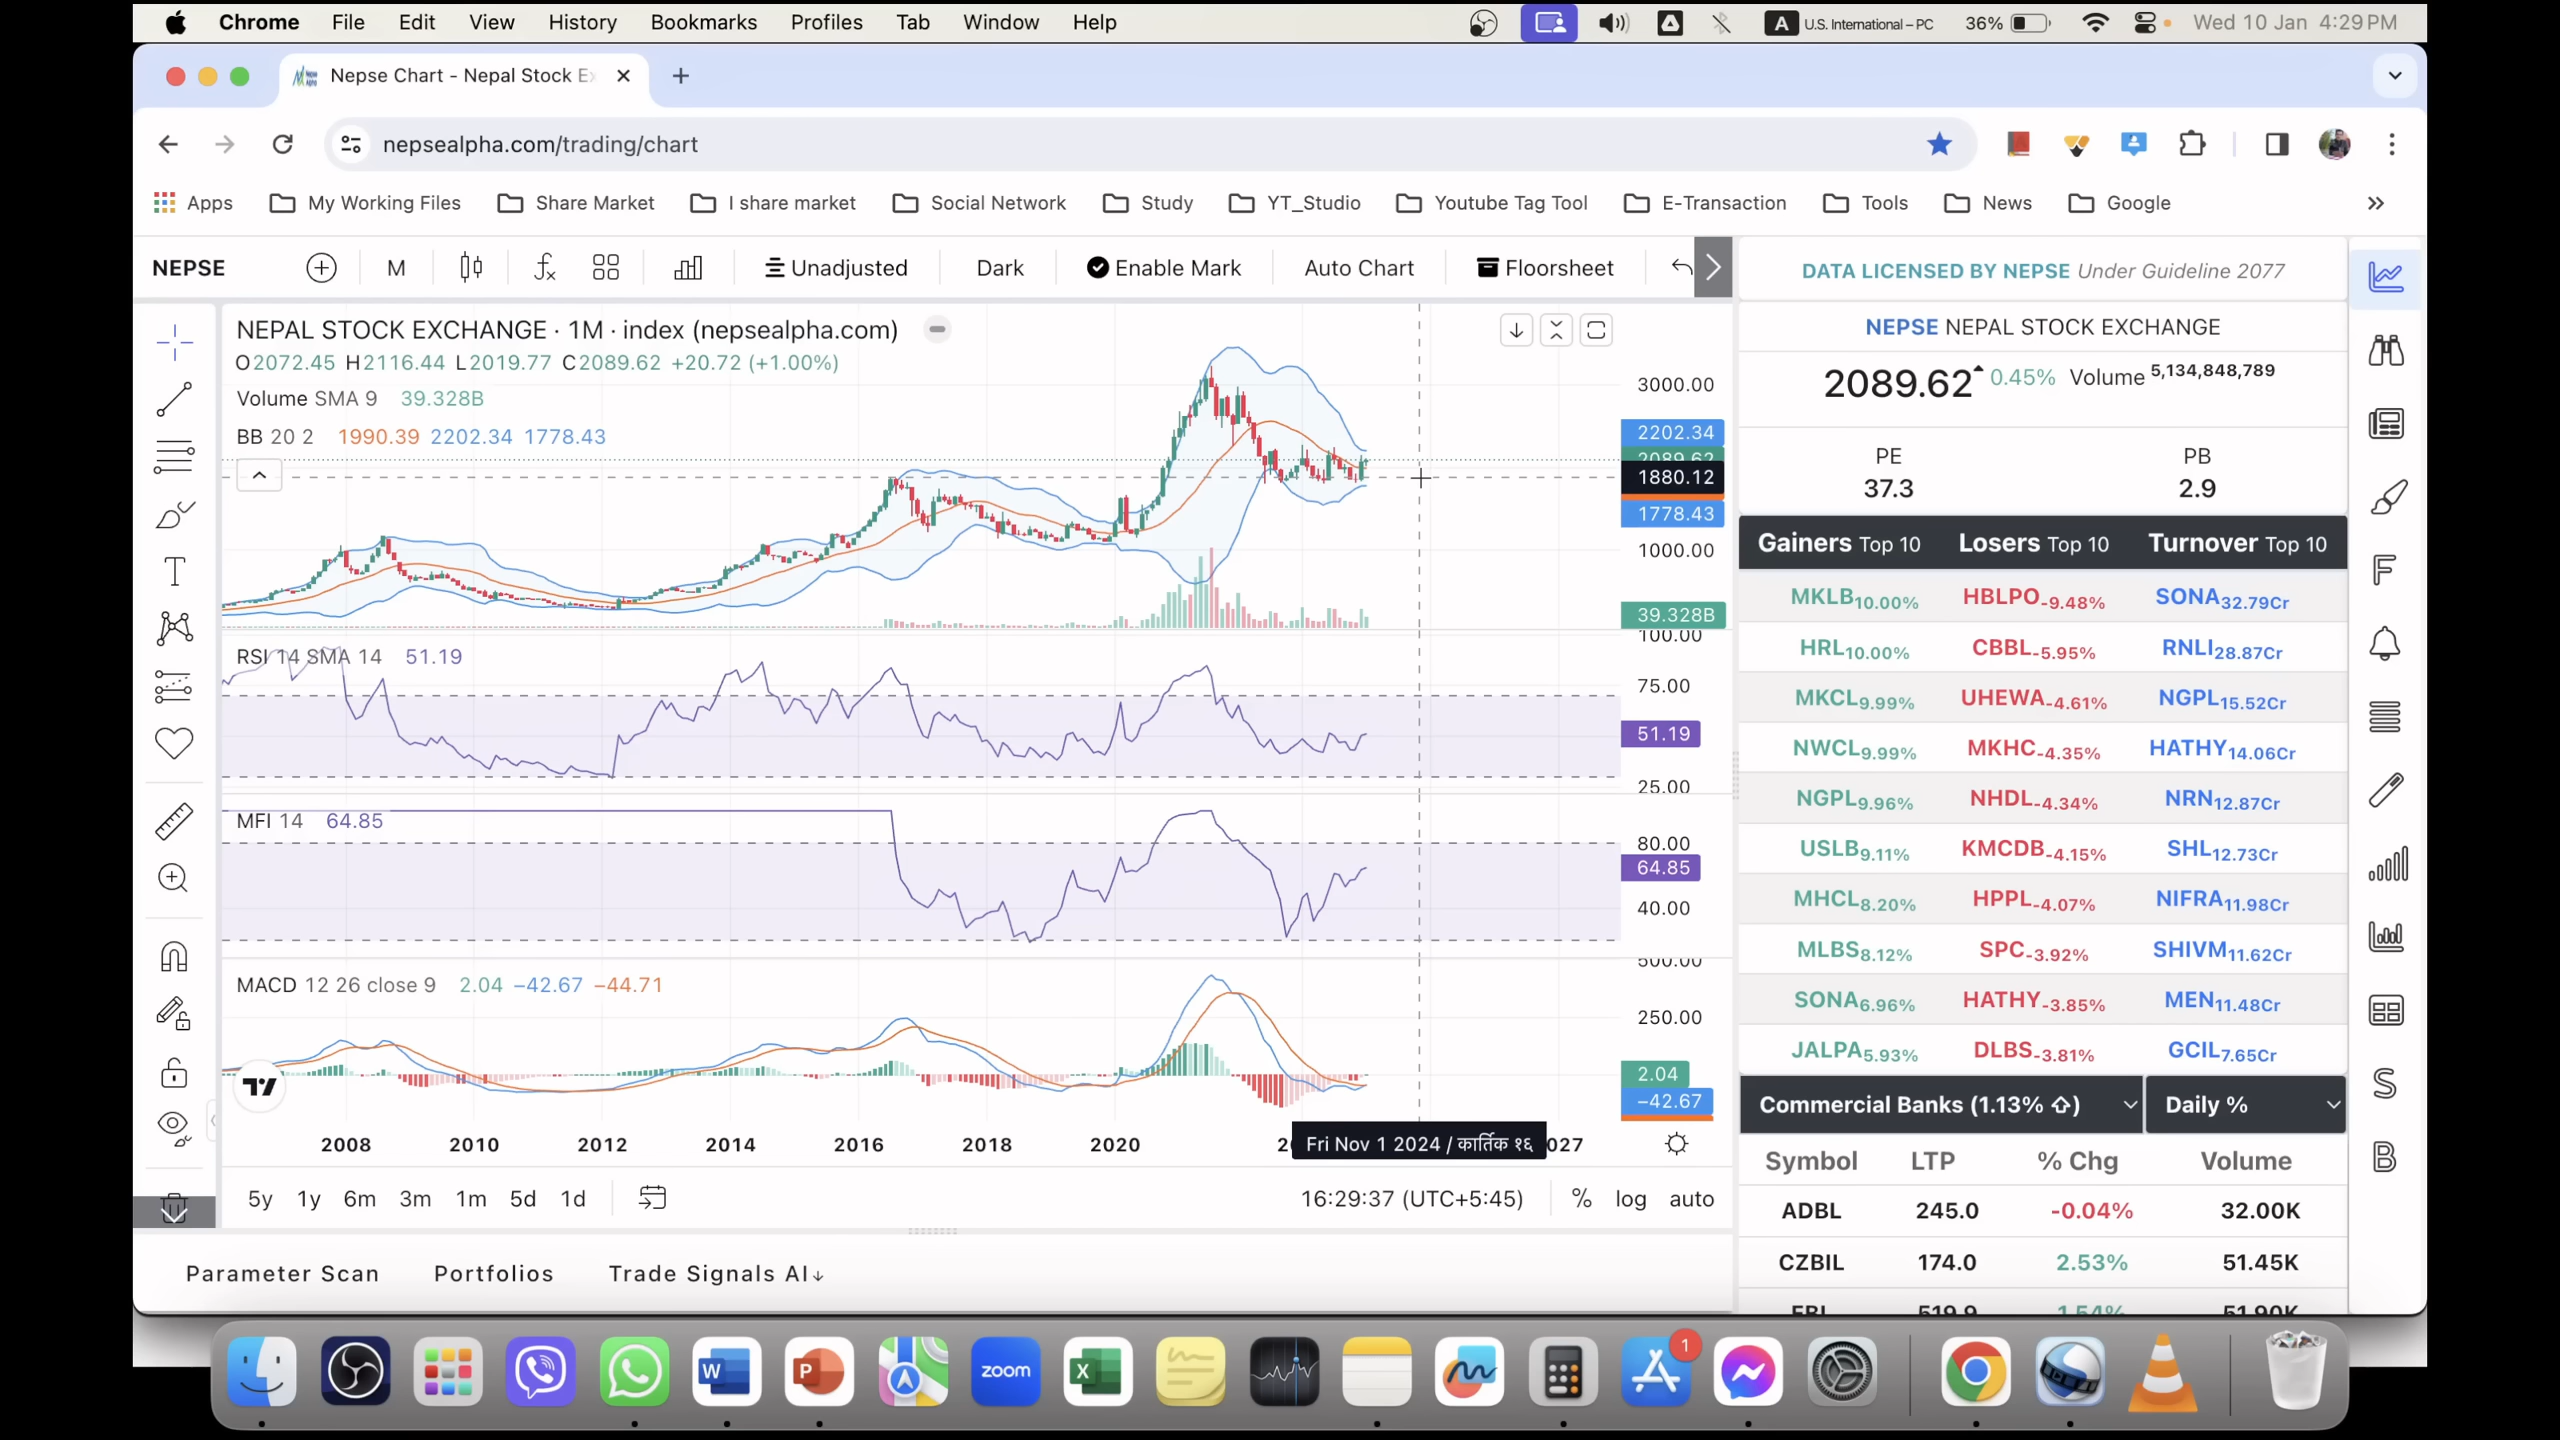 Chrome File Edit View History Bookmarks Profiles Tab Window Help
A U.S. International – PC 36% Wed 10 Jan 4:29 PM
Nepse Chart - Nepal Stock Ex
nepsealpha.com/trading/chart
Apps My Working Files Share Market I share market Social Network Study YT_Studio Youtube Tag Tool E-Transaction Tools News Google
NEPSE M Unadjusted Dark Enable Mark Auto Chart Floorsheet
NEPAL STOCK EXCHANGE · 1M · index (nepsealpha.com)
O2072.45 H2116.44 L2019.77 C2089.62 +20.72 (+1.00%)
Volume SMA 9 39.328B
BB 20 2 1990.39 2202.34 1778.43
3000.00
2202.34
2089.62
1880.12
1778.43
1000.00
39.328B
RSI 14 SMA 14 51.19
100.00
75.00
51.19
25.00
MFI 14 64.85
80.00
64.85
40.00
MACD 12 26 close 9 2.04 −42.67 −44.71
500.00
250.00
2.04
−42.67
2008 2010 2012 2014 2016 2018 2020 Fri Nov 1 2024 / कार्तिक १६ 027
5y 1y 6m 3m 1m 5d 1d 16:29:37 (UTC+5:45) % log auto
Parameter Scan Portfolios Trade Signals AI↓
DATA LICENSED BY NEPSE Under Guideline 2077
NEPSE NEPAL STOCK EXCHANGE
2089.62 0.45% Volume 5,134,848,789
PE PB
37.3 2.9
Gainers Top 10 Losers Top 10 Turnover Top 10
MKLB10.00% HBLPO-9.48% SONA32.79Cr
HRL10.00% CBBL-5.95% RNLI28.87Cr
MKCL9.99% UHEWA-4.61% NGPL15.52Cr
NWCL9.99% MKHC-4.35% HATHY14.06Cr
NGPL9.96% NHDL-4.34% NRN12.87Cr
USLB9.11% KMCDB-4.15% SHL12.73Cr
MHCL8.20% HPPL-4.07% NIFRA11.98Cr
MLBS8.12% SPC-3.92% SHIVM11.62Cr
SONA6.96% HATHY-3.85% MEN11.48Cr
JALPA5.93% DLBS-3.81% GCIL7.65Cr
Commercial Banks (1.13% ⇧) Daily %
Symbol LTP % Chg Volume
ADBL 245.0 -0.04% 32.00K
CZBIL 174.0 2.53% 51.45K
EBL 519.9 1.54% 51.90K
T
F
S
B
W P zoom X 1